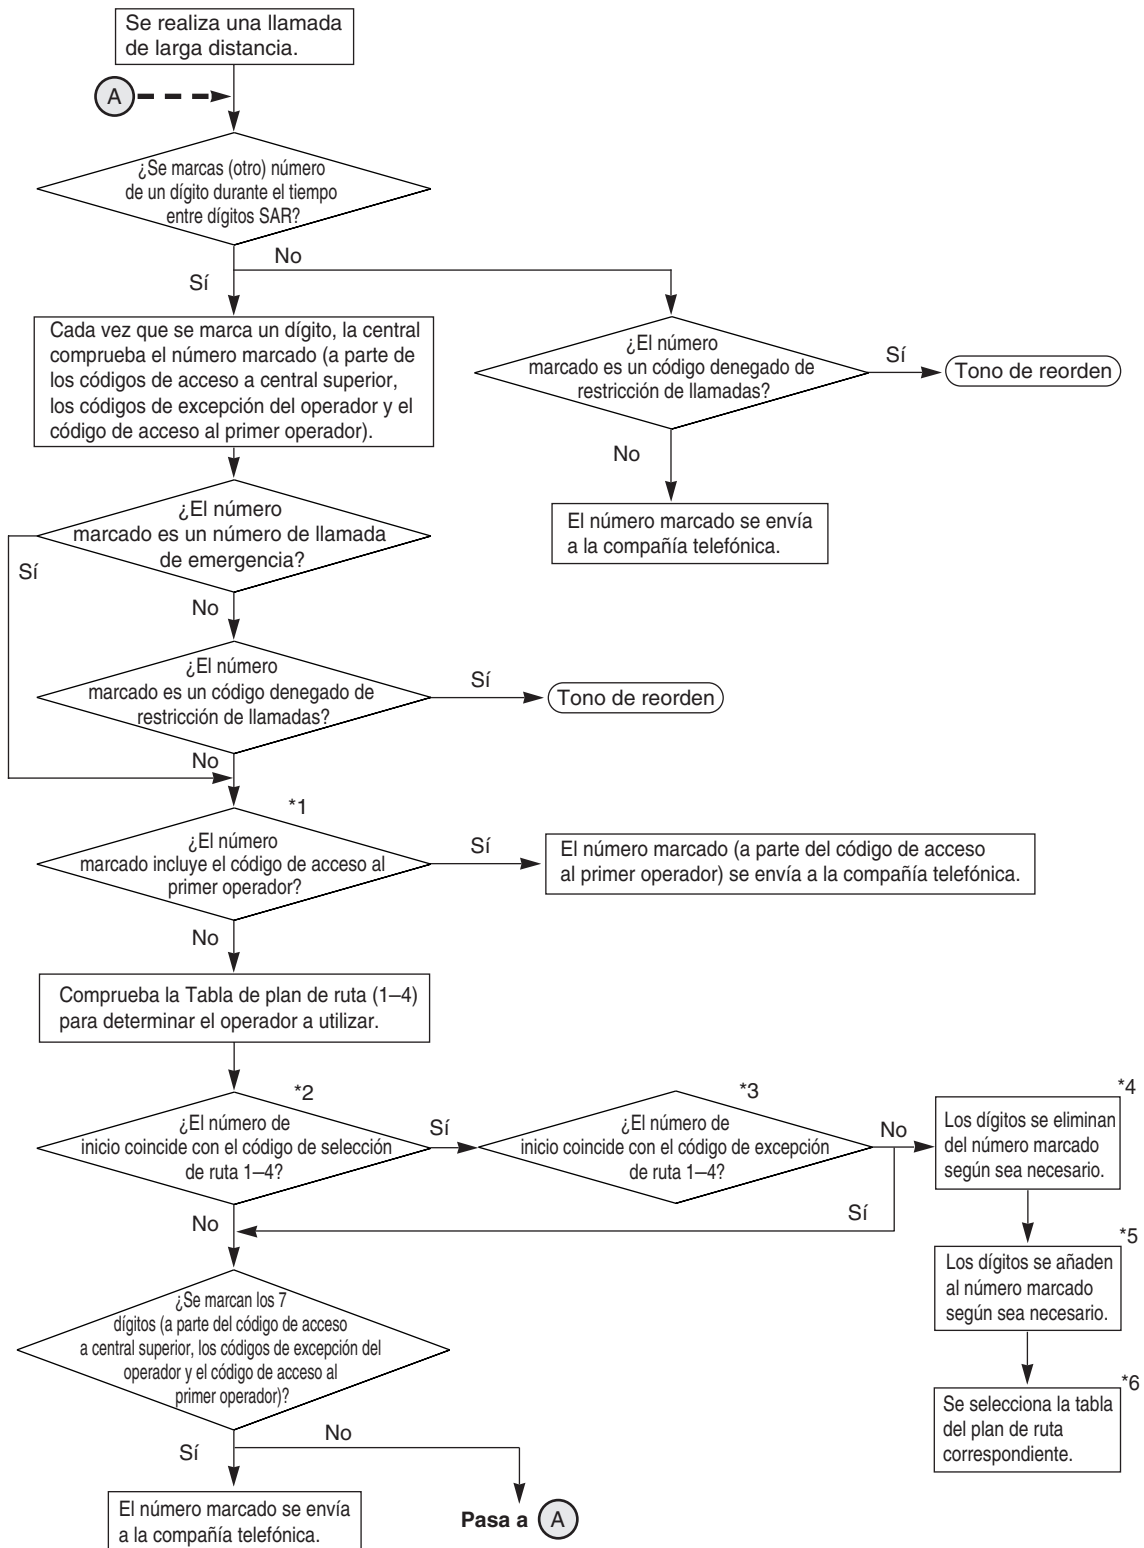 Se realiza una llamada
de larga distancia.
A
¿Se marcas (otro) número
de un dígito durante el tiempo
entre dígitos SAR?
No
Sí
Cada vez que se marca un dígito, la central
comprueba el número marcado (a parte de
los códigos de acceso a central superior,
los códigos de excepción del operador y el
código de acceso al primer operador).
¿El número
marcado es un código denegado de
restricción de llamadas?
Sí
Tono de reorden
No
El número marcado se envía
a la compañía telefónica.
¿El número
marcado es un número de llamada
de emergencia?
Sí
No
¿El número
marcado es un código denegado de
restricción de llamadas?
Sí
Tono de reorden
No
*1
¿El número
marcado incluye el código de acceso al
primer operador?
Sí
El número marcado (a parte del código de acceso
al primer operador) se envía a la compañía telefónica.
No
Comprueba la Tabla de plan de ruta (1–4)
para determinar el operador a utilizar.
*2
¿El número de
inicio coincide con el código de selección
de ruta 1–4?
Sí
*3
¿El número de
inicio coincide con el código de excepción
de ruta 1–4?
No
*4
Los dígitos se eliminan
del número marcado
según sea necesario.
No
Sí
*5
Los dígitos se añaden
al número marcado
según sea necesario.
¿Se marcan los 7
dígitos (a parte del código de acceso
a central superior, los códigos de excepción del
operador y el código de acceso al
primer operador)?
*6
Se selecciona la tabla
del plan de ruta
correspondiente.
Sí
No
El número marcado se envía
a la compañía telefónica.
Pasa a A